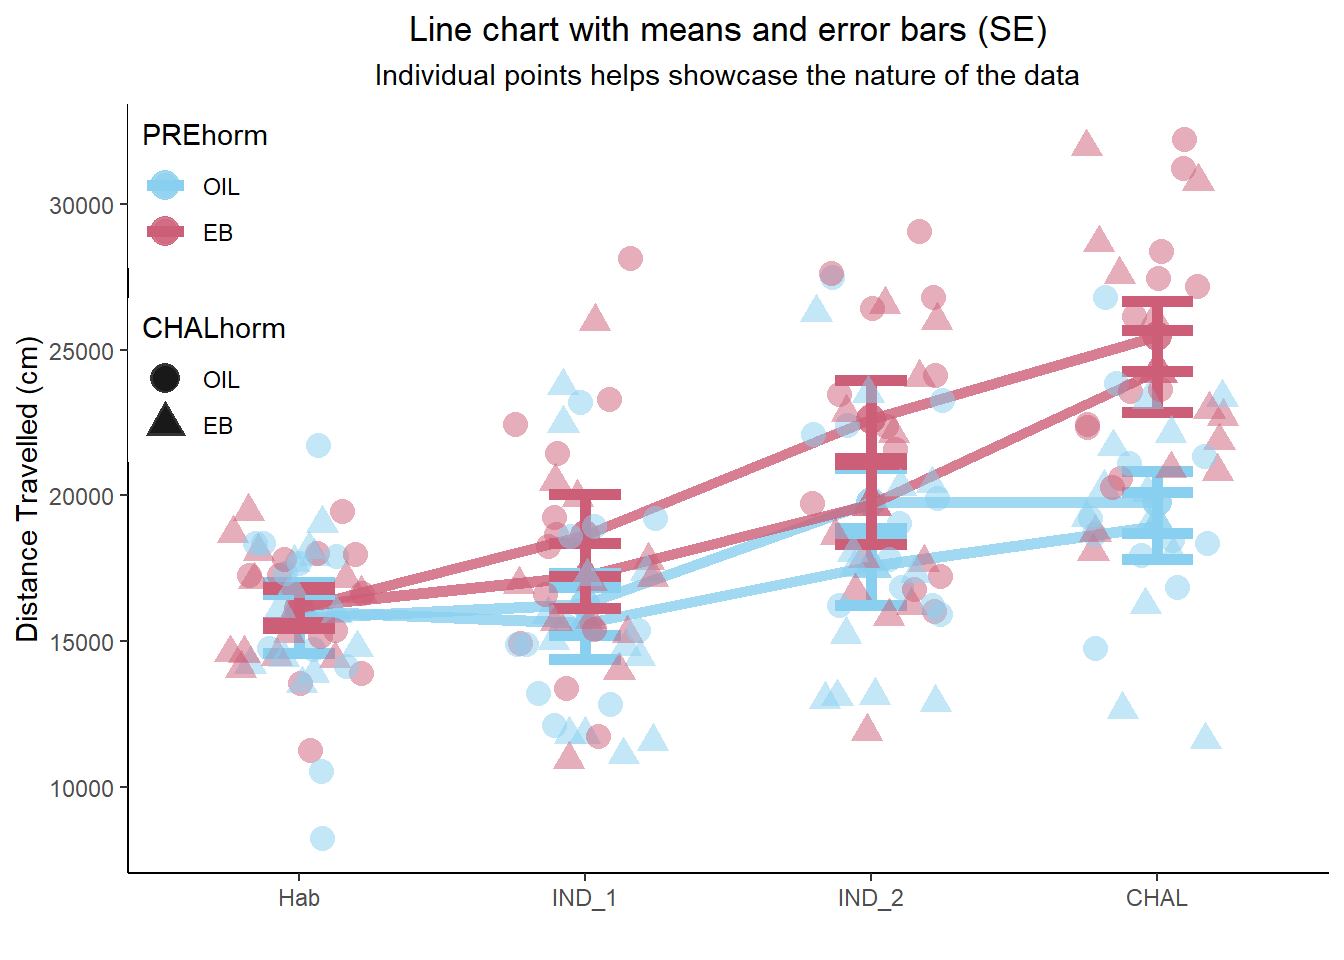 Line chart with means and error bars (SE)
Individual points helps showcase the nature of the data
PREhorm
OIL
EB
CHALhorm
OIL
EB
Distance Travelled (cm)
30000
25000
20000
15000
10000
Hab
IND_1
IND_2
CHAL